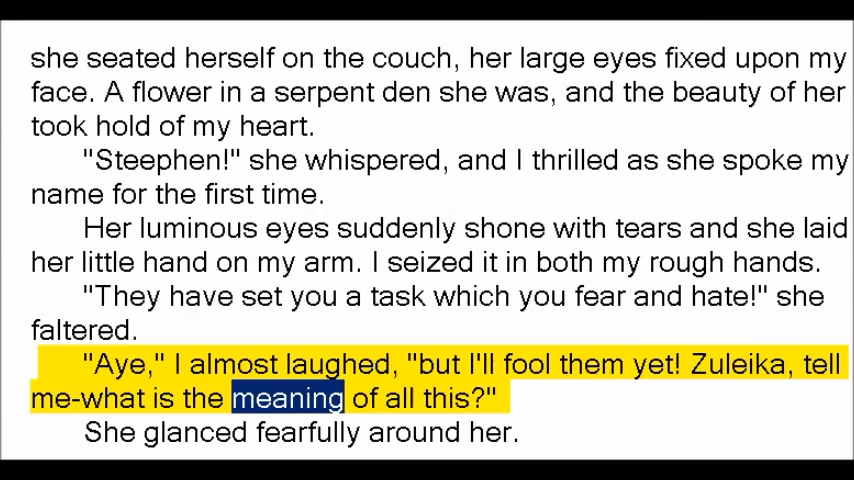 she seated herself on the couch, her large eyes fixed upon my
face. A flower in a serpent den she was, and the beauty of her
took hold of my heart.
"Steephen!" she whispered, and I thrilled as she spoke my
name for the first time.
Her luminous eyes suddenly shone with tears and she laid
her little hand on my arm. I seized it in both my rough hands.
"They have set you a task which you fear and hate!" she
faltered.
"Aye," I almost laughed, "but I'll fool them yet! Zuleika, tell
me-what is the meaning of all this?"
She glanced fearfully around her.